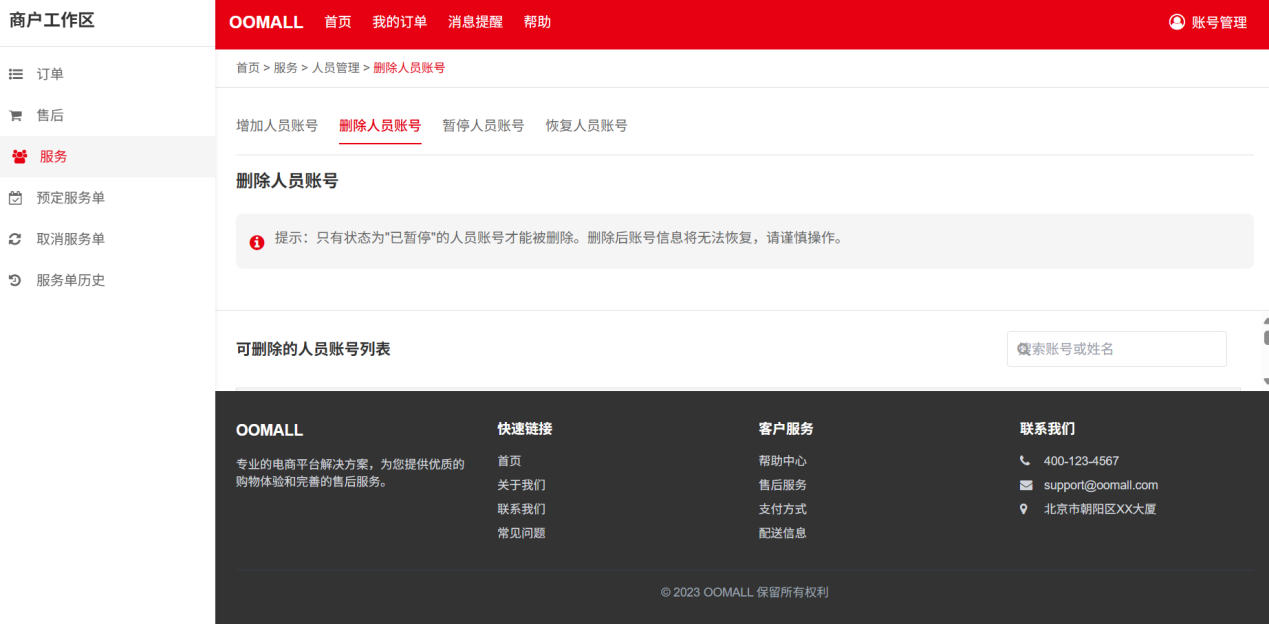 商户工作区
订单
售后
服务
预定服务单
取消服务单
服务单历史
OOMALL 首页 我的订单 消息提醒 帮助 账号管理
首页 > 服务 > 人员管理 > 删除人员账号
增加人员账号 删除人员账号 暂停人员账号 恢复人员账号
删除人员账号
提示：只有状态为"已暂停"的人员账号才能被删除。删除后账号信息将无法恢复，请谨慎操作。
可删除的人员账号列表
搜索账号或姓名
OOMALL
专业的电商平台解决方案，为您提供优质的
购物体验和完善的售后服务。
快速链接
首页
关于我们
联系我们
常见问题
客户服务
帮助中心
售后服务
支付方式
配送信息
联系我们
400-123-4567
support@oomall.com
北京市朝阳区XX大厦
© 2023 OOMALL 保留所有权利